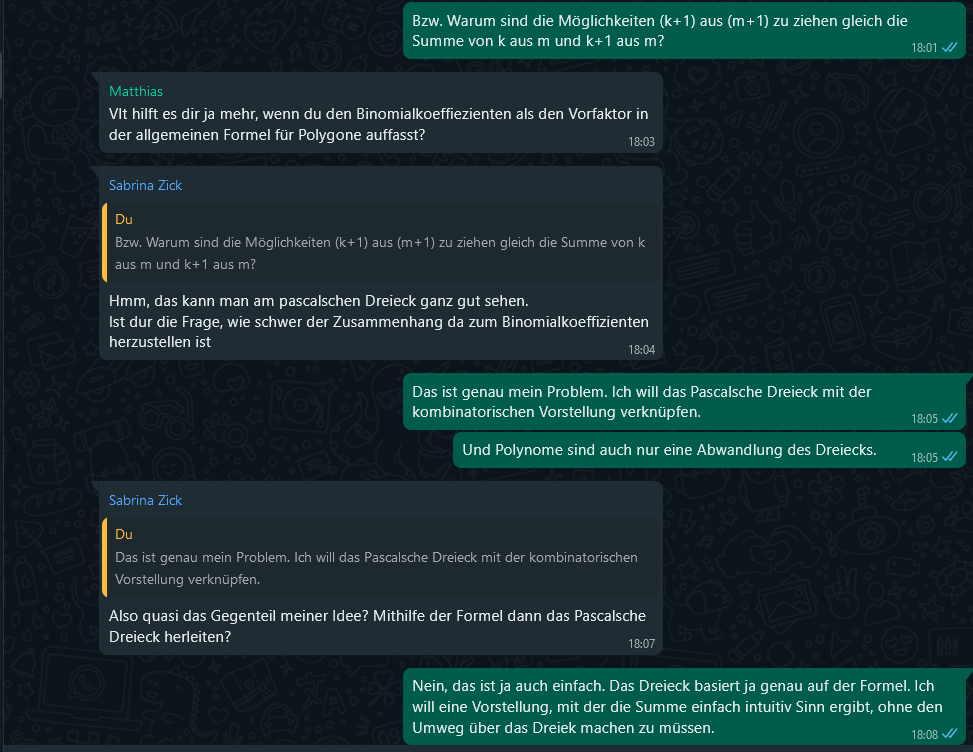 Bzw. Warum sind die Möglichkeiten (k+1) aus (m+1) zu ziehen gleich die
Summe von k aus m und k+1 aus m?
18:01
Matthias
Vlt hilft es dir ja mehr, wenn du den Binomialkoeffiezienten als den Vorfaktor in
der allgemeinen Formel für Polygone auffasst?
18:03
Sabrina Zick
Du
Bzw. Warum sind die Möglichkeiten (k+1) aus (m+1) zu ziehen gleich die Summe von k
aus m und k+1 aus m?
Hmm, das kann man am pascalschen Dreieck ganz gut sehen.
Ist dur die Frage, wie schwer der Zusammenhang da zum Binomialkoeffizienten
herzustellen ist
18:04
Das ist genau mein Problem. Ich will das Pascalsche Dreieck mit der
kombinatorischen Vorstellung verknüpfen.
18:05
Und Polynome sind auch nur eine Abwandlung des Dreiecks.
18:05
Sabrina Zick
Du
Das ist genau mein Problem. Ich will das Pascalsche Dreieck mit der kombinatorischen
Vorstellung verknüpfen.
Also quasi das Gegenteil meiner Idee? Mithilfe der Formel dann das Pascalsche
Dreieck herleiten?
18:07
Nein, das ist ja auch einfach. Das Dreieck basiert ja genau auf der Formel. Ich
will eine Vorstellung, mit der die Summe einfach intuitiv Sinn ergibt, ohne den
Umweg über das Dreiek machen zu müssen.
18:08